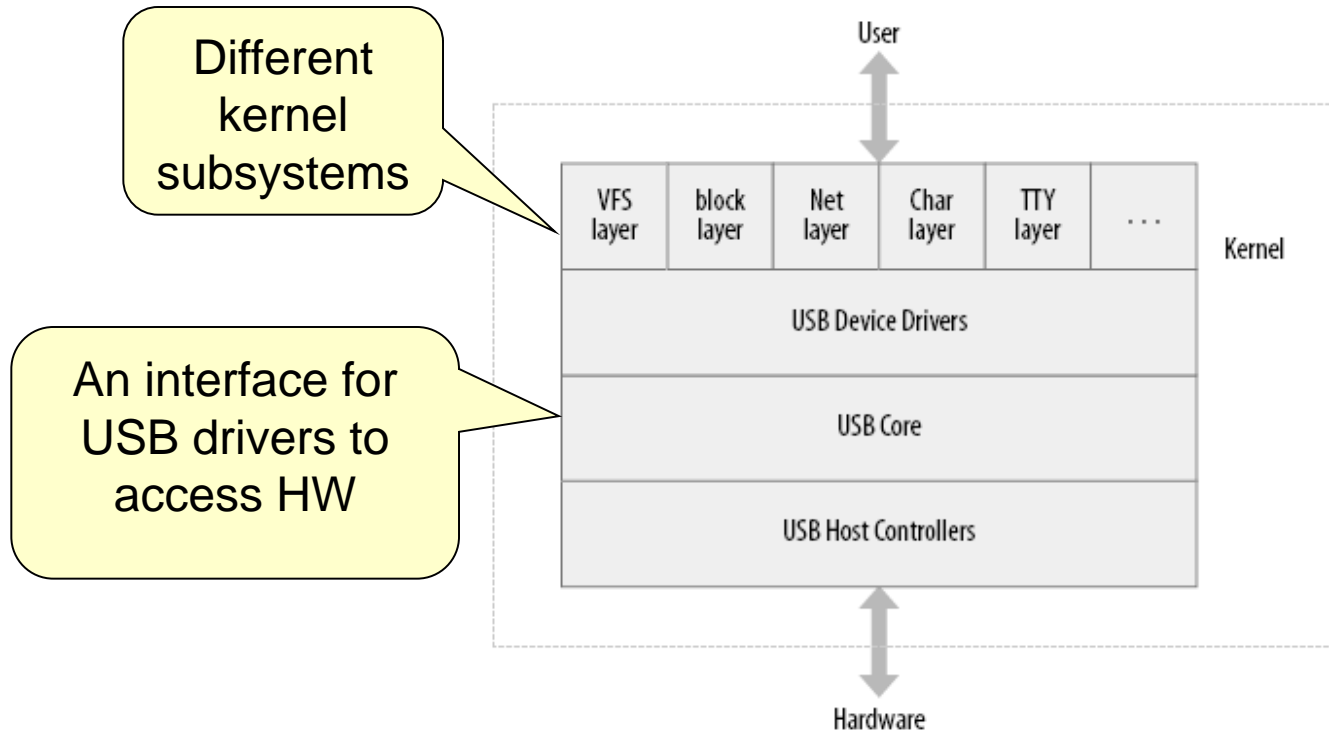 Different
kernel
subsystems
User
VFS
layer
block
layer
Net
layer
Char
layer
TTY
layer
...
Kernel
USB Device Drivers
An interface for
USB drivers to
access HW
USB Core
USB Host Controllers
Hardware